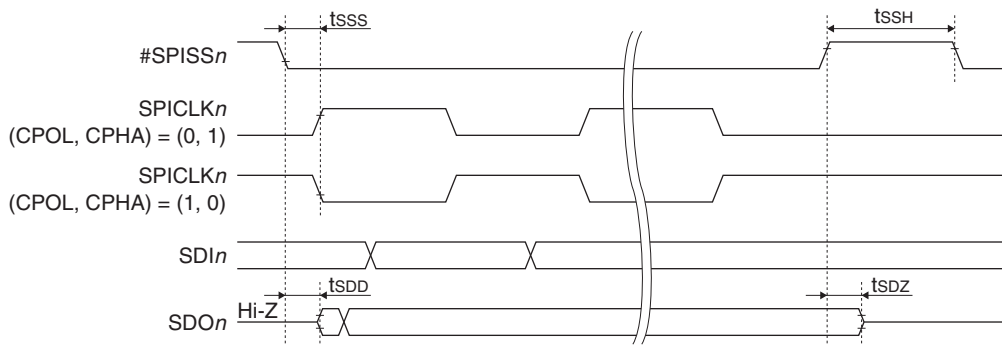 tSSS
tSSH
#SPISSn
SPICLKn
(CPOL, CPHA) = (0, 1)
SPICLKn
(CPOL, CPHA) = (1, 0)
SDIn
tSDD
tSDZ
Hi-Z
SDOn